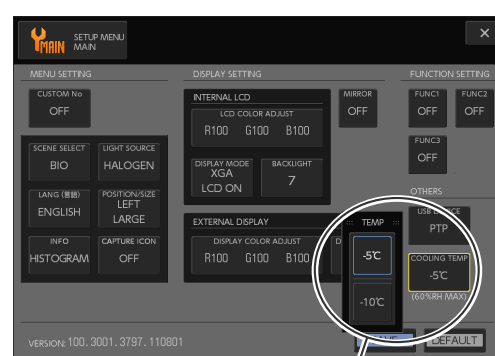 MAIN
SETUP MENU
MAIN
×
MENU SETTING
CUSTOM No
OFF
SCENE SELECT
BIO
LIGHT SOURCE
HALOGEN
LANG (言語)
ENGLISH
POSITION/SIZE
LEFT
LARGE
INFO
HISTOGRAM
CAPTURE ICON
OFF
DISPLAY SETTING
INTERNAL LCD
LCD COLOR ADJUST
R100 G100 B100
DISPLAY MODE
XGA
LCD ON
BACKLIGHT
7
EXTERNAL DISPLAY
DISPLAY COLOR ADJUST
R100 G100 B100
MIRROR
OFF
TEMP
-5℃
-10℃
FUNCTION SETTING
FUNC1
OFF
FUNC2
OFF
FUNC3
OFF
OTHERS
PTP
COOLING TEMP
-5℃
(60%RH MAX)
VERSION: 100. 3001. 3797. 110801
DEFAULT